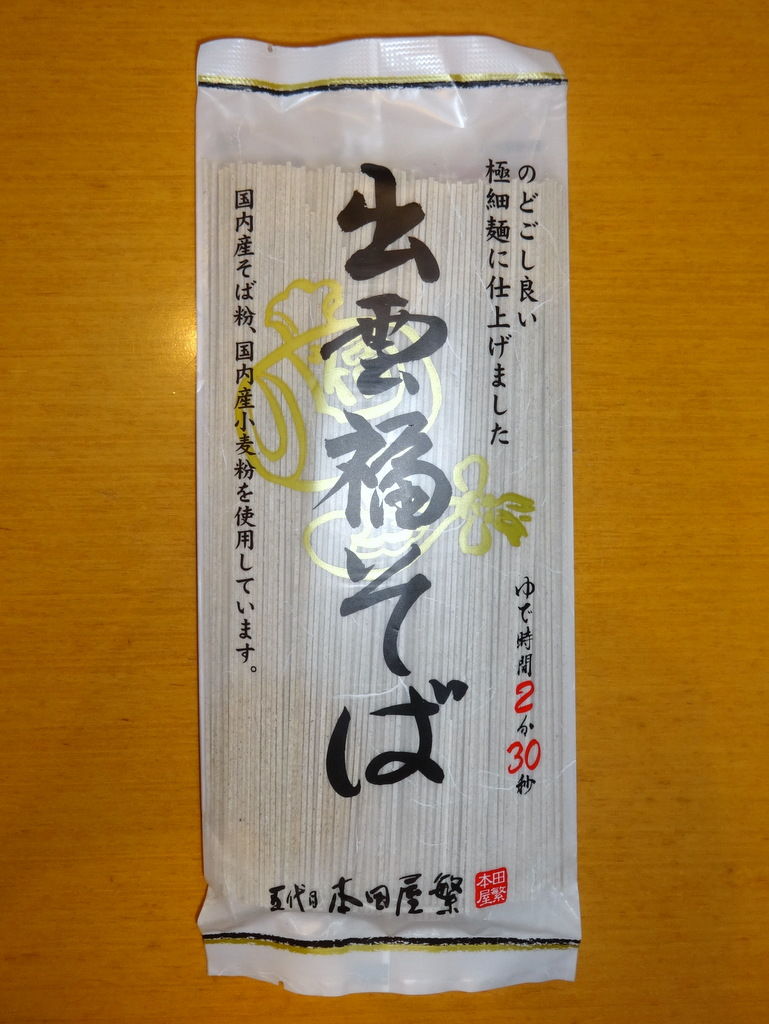 のどごし良い
極細麺に仕上げました
出雲福そば
国内産そば粉、国内産小麦粉を使用しています。
ゆで時間2分30秒
五代目 本田屋繁
田繁
本屋